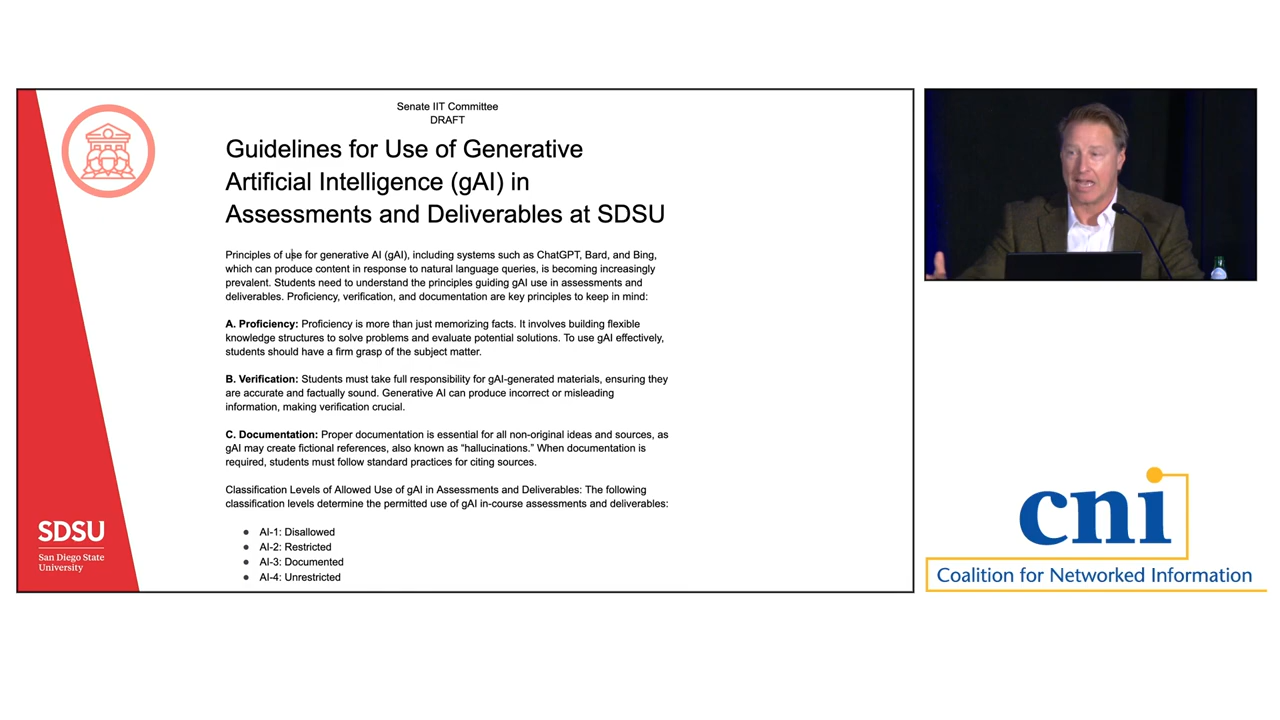 Senate IIT Committee
DRAFT
Guidelines for Use of Generative
Artificial Intelligence (gAI) in
Assessments and Deliverables at SDSU
Principles of use for generative AI (gAI), including systems such as ChatGPT, Bard, and Bing,
which can produce content in response to natural language queries, is becoming increasingly
prevalent. Students need to understand the principles guiding gAI use in assessments and
deliverables. Proficiency, verification, and documentation are key principles to keep in mind:
A. Proficiency: Proficiency is more than just memorizing facts. It involves building flexible
knowledge structures to solve problems and evaluate potential solutions. To use gAI effectively,
students should have a firm grasp of the subject matter.
B. Verification: Students must take full responsibility for gAI-generated materials, ensuring they
are accurate and factually sound. Generative AI can produce incorrect or misleading
information, making verification crucial.
C. Documentation: Proper documentation is essential for all non-original ideas and sources, as
gAI may create fictional references, also known as “hallucinations.” When documentation is
required, students must follow standard practices for citing sources.
Classification Levels of Allowed Use of gAI in Assessments and Deliverables: The following
classification levels determine the permitted use of gAI in-course assessments and deliverables:
● AI-1: Disallowed
● AI-2: Restricted
● AI-3: Documented
● AI-4: Unrestricted
SDSU
San Diego State
University
cni
Coalition for Networked Information